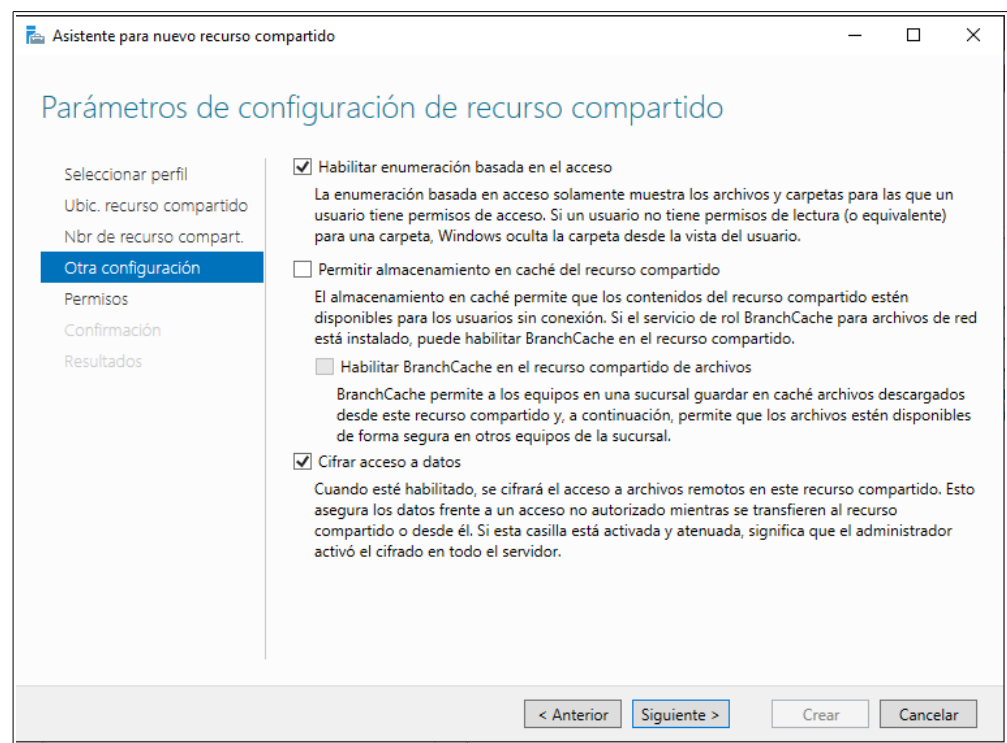 Asistente para nuevo recurso compartido
Parámetros de configuración de recurso compartido
Seleccionar perfil
Ubic. recurso compartido
Nbr de recurso compart.
Otra configuración
Permisos
Confirmación
Resultados
Habilitar enumeración basada en el acceso
La enumeración basada en acceso solamente muestra los archivos y carpetas para las que un
usuario tiene permisos de acceso. Si un usuario no tiene permisos de lectura (o equivalente)
para una carpeta, Windows oculta la carpeta desde la vista del usuario.
Permitir almacenamiento en caché del recurso compartido
El almacenamiento en caché permite que los contenidos del recurso compartido estén
disponibles para los usuarios sin conexión. Si el servicio de rol BranchCache para archivos de red
está instalado, puede habilitar BranchCache en el recurso compartido.
Habilitar BranchCache en el recurso compartido de archivos
BranchCache permite a los equipos en una sucursal guardar en caché archivos descargados
desde este recurso compartido y, a continuación, permite que los archivos estén disponibles
de forma segura en otros equipos de la sucursal.
Cifrar acceso a datos
Cuando esté habilitado, se cifrará el acceso a archivos remotos en este recurso compartido. Esto
asegura los datos frente a un acceso no autorizado mientras se transfieren al recurso
compartido o desde él. Si esta casilla está activada y atenuada, significa que el administrador
activó el cifrado en todo el servidor.
< Anterior
Siguiente >
Crear
Cancelar